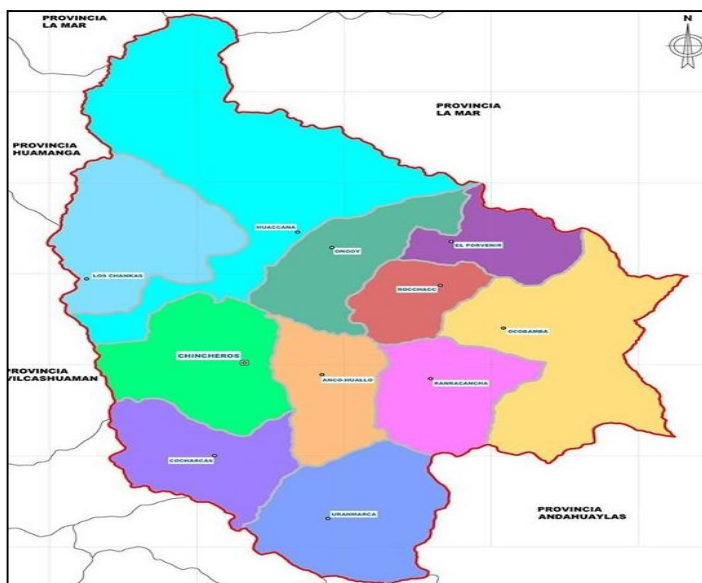 PROVINCIA
LA MAR
N
PROVINCIA
LA MAR
PROVINCIA
HUAMANGA
HUACCANA
ONGOY
EL PORVENIR
LOS CHANKAS
ROCCHACC
OCOBAMBA
CHINCHEROS
PROVINCIA
VILCASHUAMAN
ANCO-HUALLO
RANRACANCHA
COCHARCAS
URANMARCA
PROVINCIA
ANDAHUAYLAS